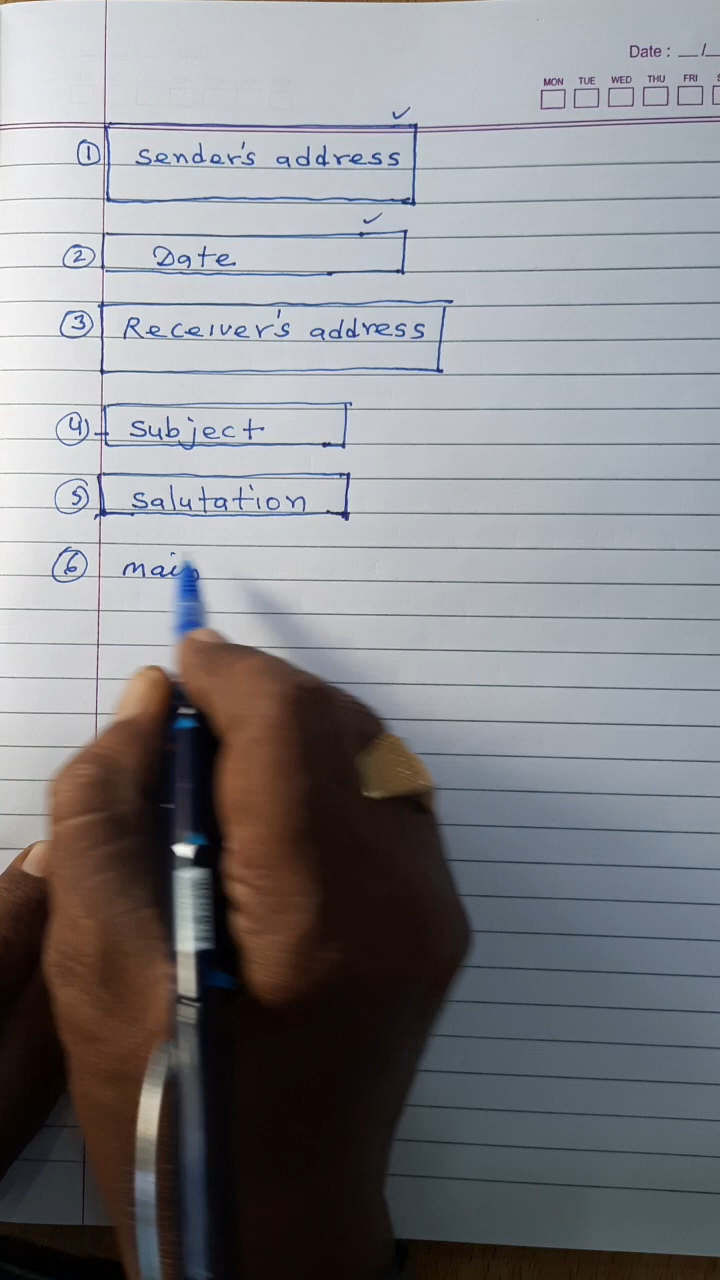 Date : __/__
MON TUE WED THU FRI
① Sender's address ✓
② Date ✓
③ Receiver's address
④ Subject
⑤ Salutation
⑥ main